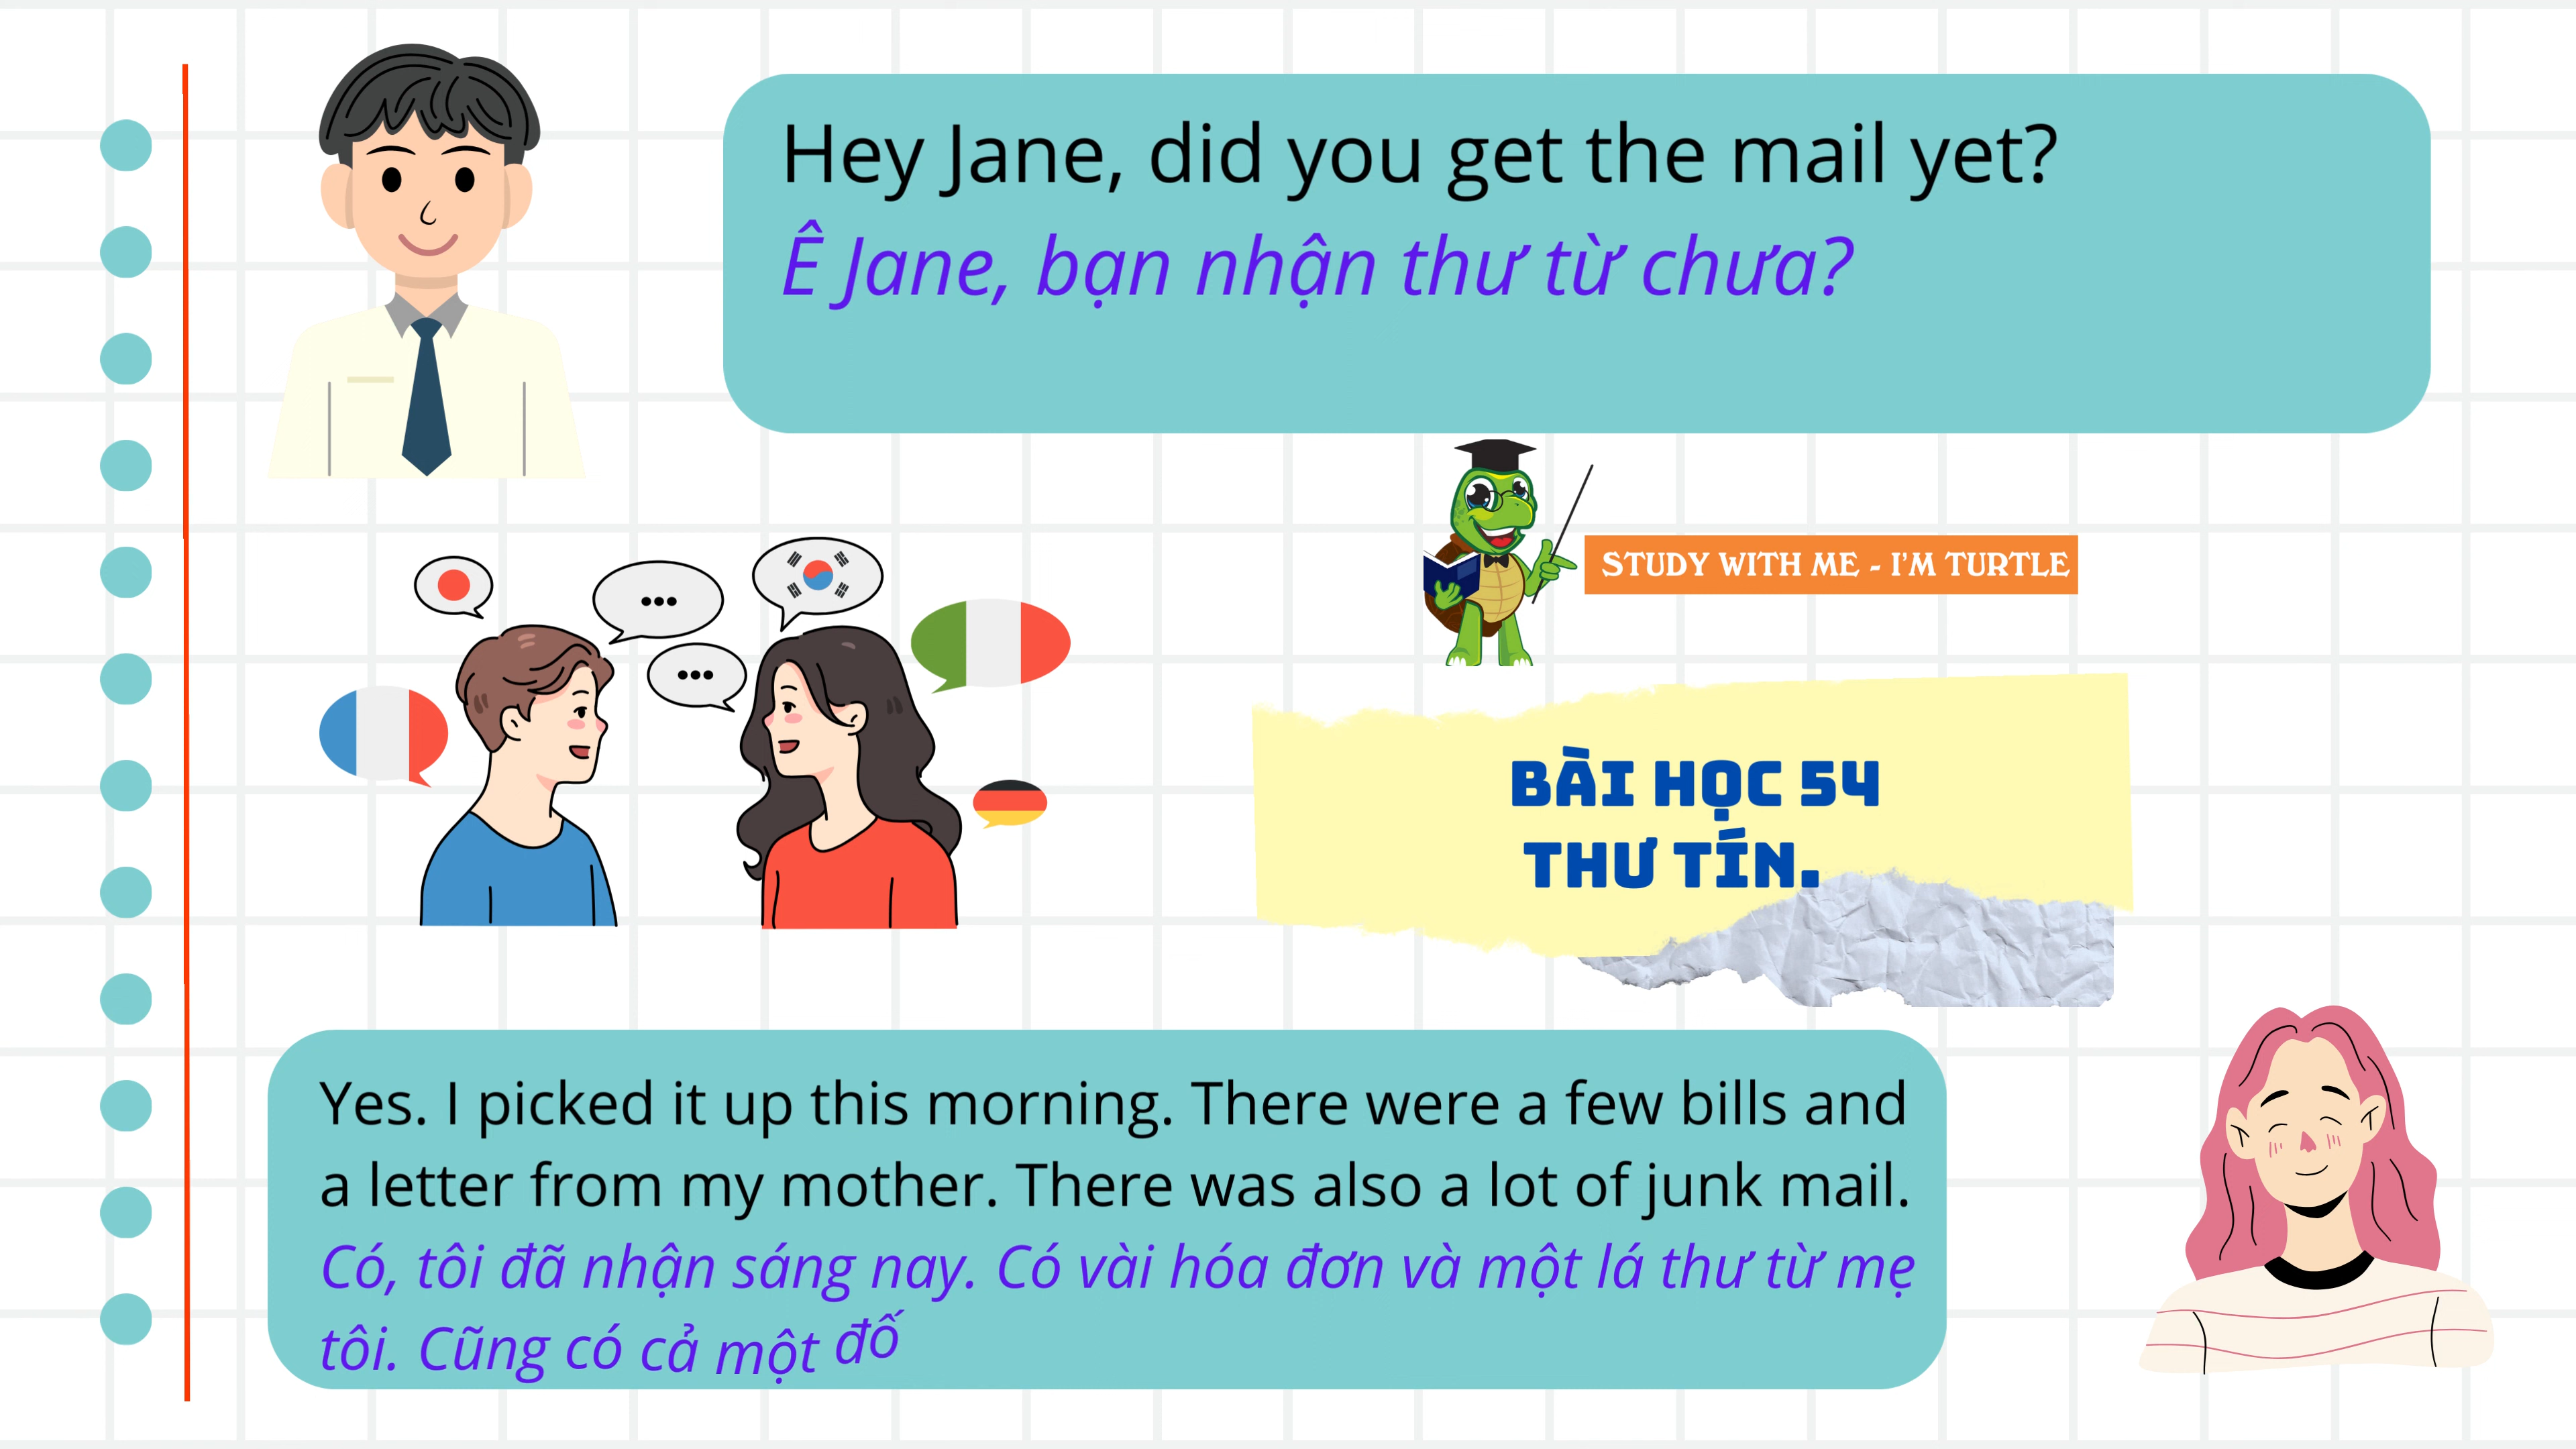 Hey Jane, did you get the mail yet?
Ê Jane, bạn nhận thư từ chưa?
STUDY WITH ME - I'M TURTLE
BÀI HỌC 54
THƯ TÍN.
Yes. I picked it up this morning. There were a few bills and
a letter from my mother. There was also a lot of junk mail.
Có, tôi đã nhận sáng nay. Có vài hóa đơn và một lá thư từ mẹ
tôi. Cũng có cả một đố